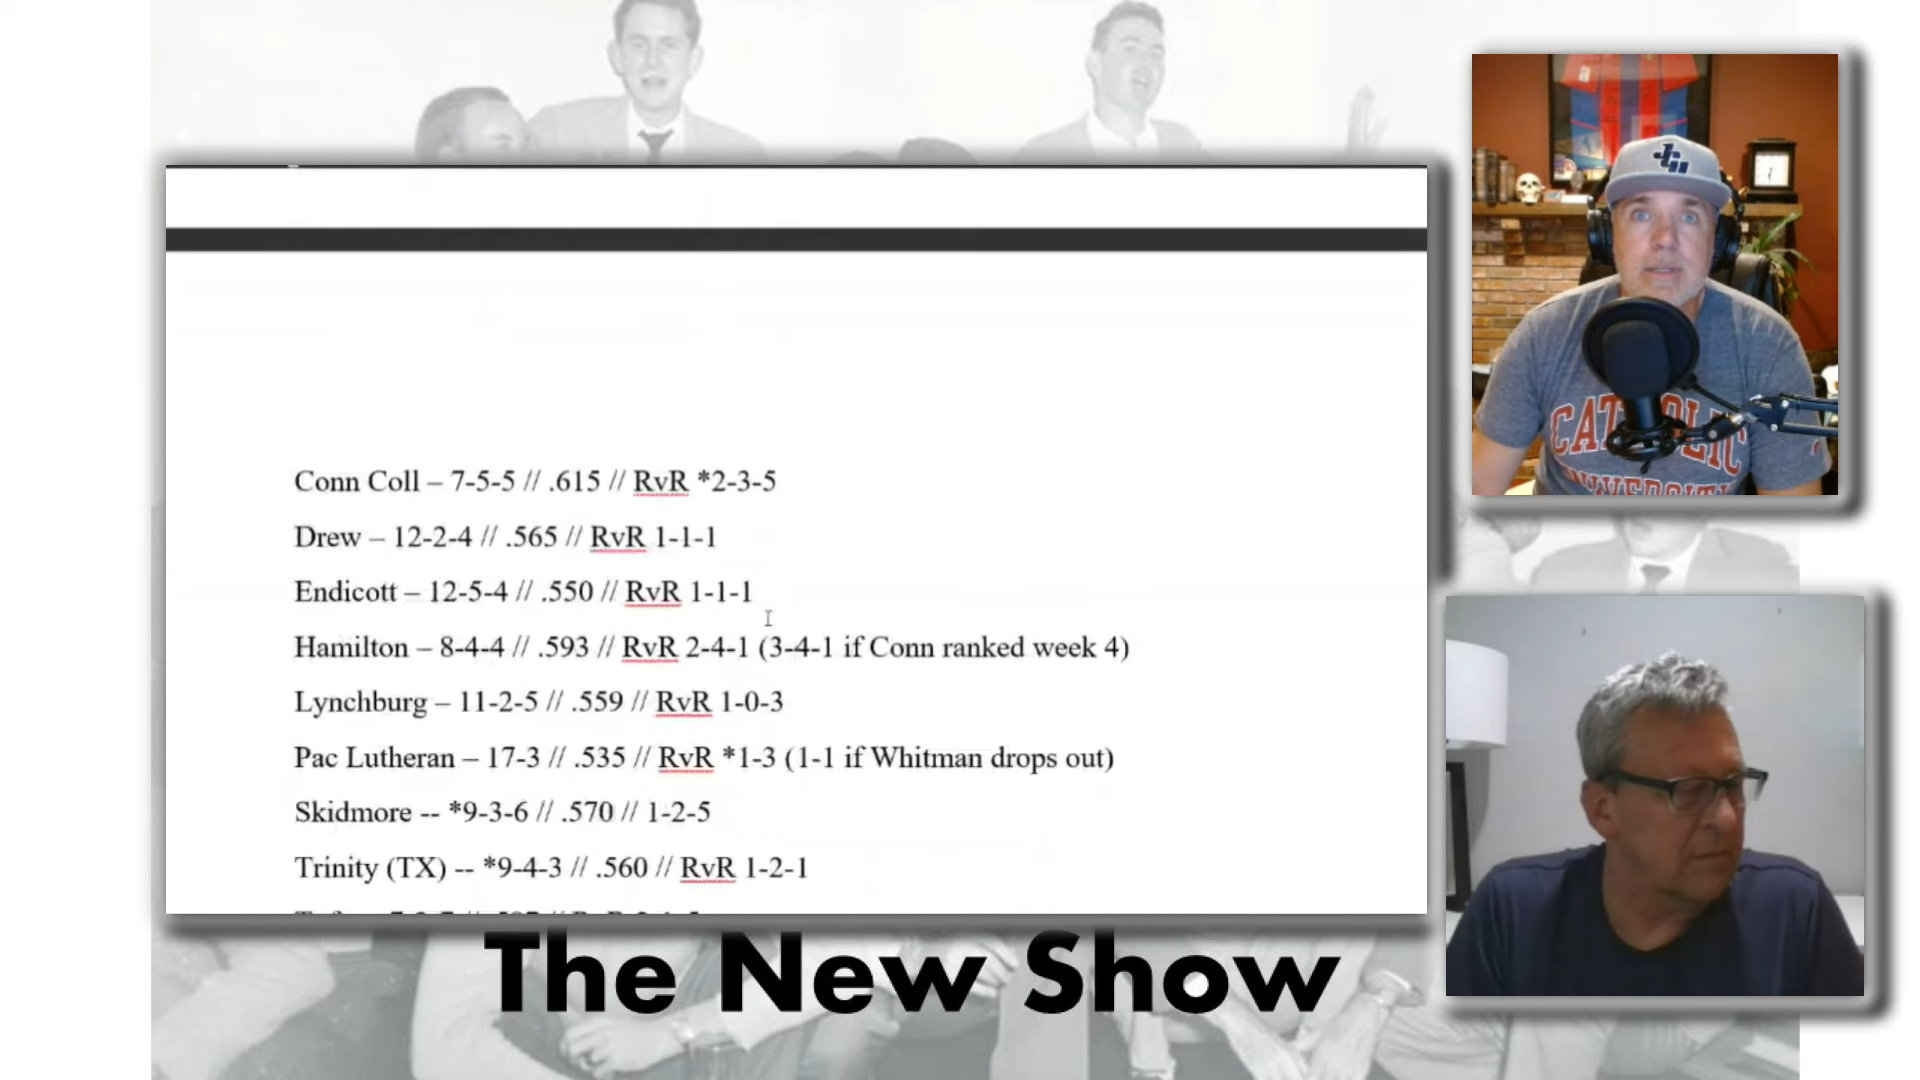 Conn Coll – 7-5-5 // .615 // RvR *2-3-5
Drew – 12-2-4 // .565 // RvR 1-1-1
Endicott – 12-5-4 // .550 // RvR 1-1-1
Hamilton – 8-4-4 // .593 // RvR 2-4-1 (3-4-1 if Conn ranked week 4)
Lynchburg – 11-2-5 // .559 // RvR 1-0-3
Pac Lutheran – 17-3 // .535 // RvR *1-3 (1-1 if Whitman drops out)
Skidmore -- *9-3-6 // .570 // 1-2-5
Trinity (TX) -- *9-4-3 // .560 // RvR 1-2-1
The New Show
JCU
CATHOLIC
UNIVERSITY